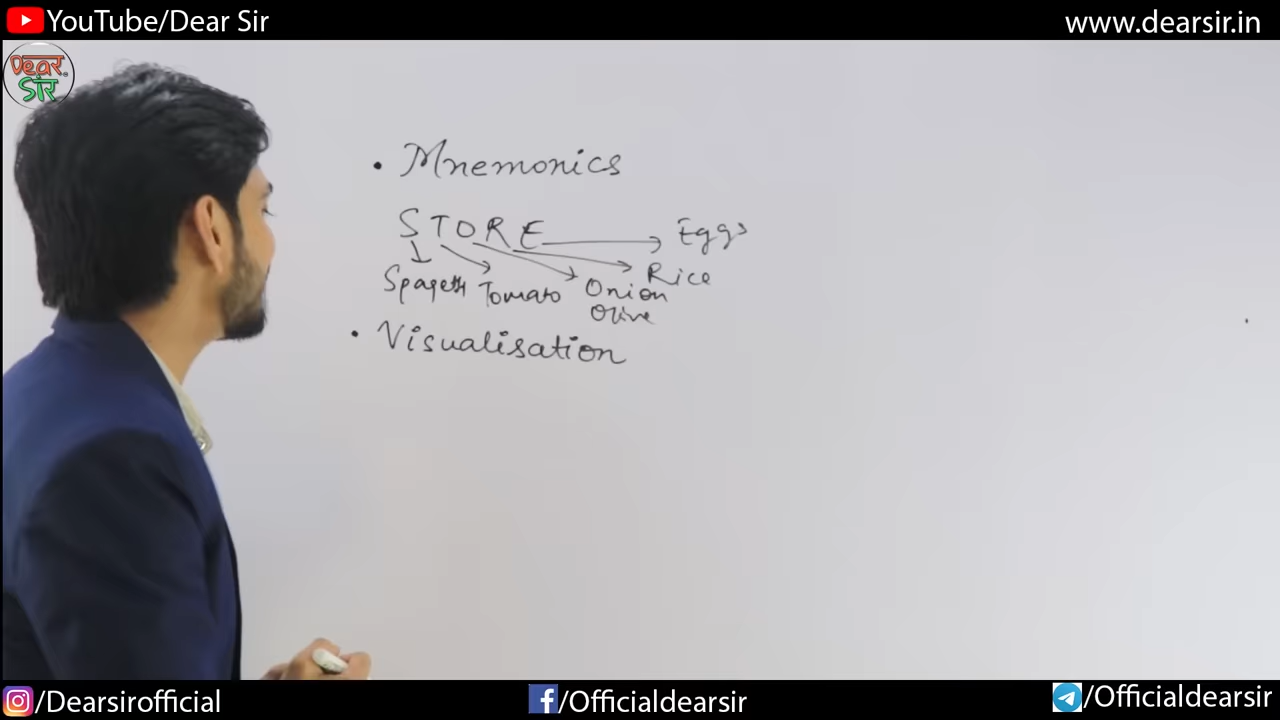 YouTube/Dear Sir
www.dearsir.in
Dear
Sir
• Mnemonics
STORE
Eggs
Rice
Spageti Tomato Onion
Olive
• Visualisation
/Dearsirofficial
/Officialdearsir
/Officialdearsir